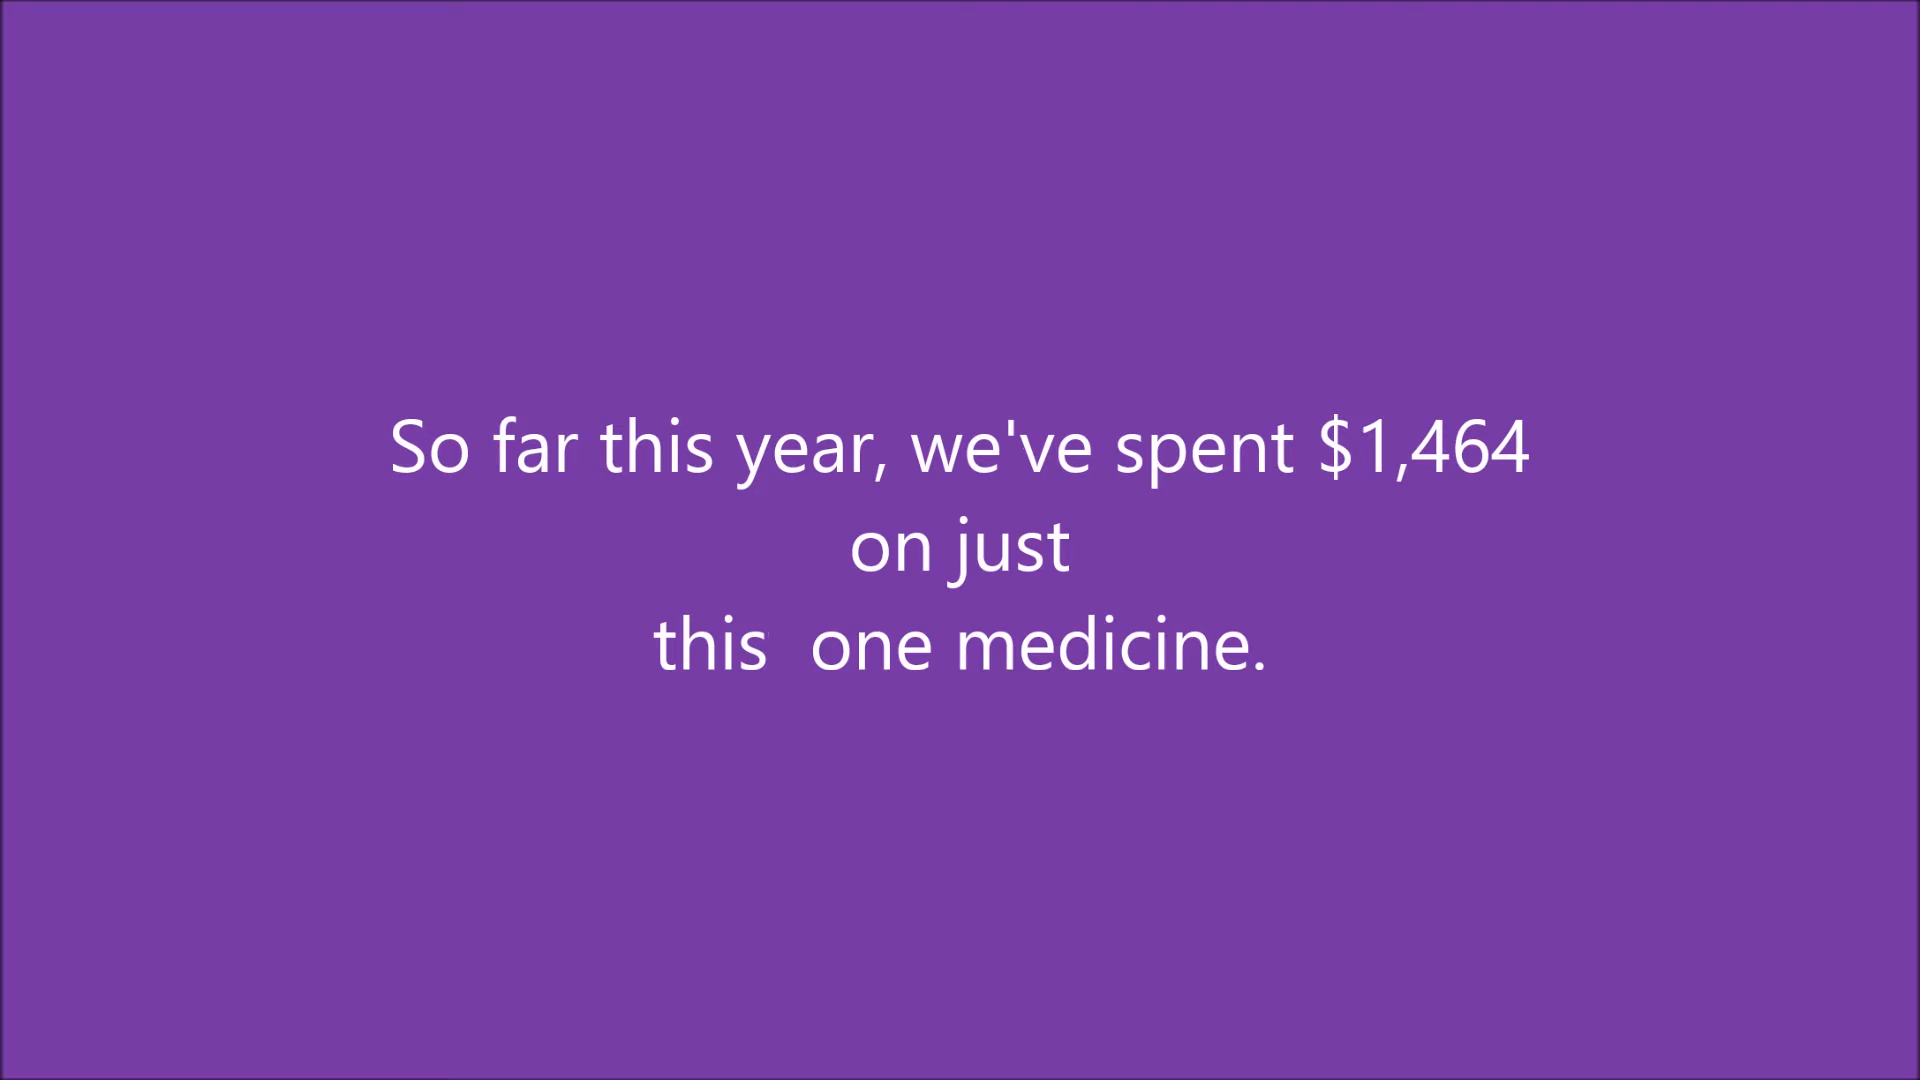 So far this year, we've spent $1,464
on just
this  one medicine.